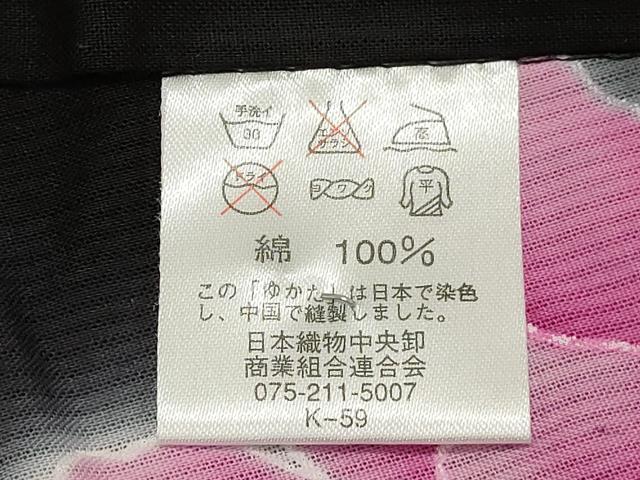 手洗イ
30
エンソ
サラシ
高
ドライ
ヨワク
平
綿 100%
この「ゆかた」は日本で染色
し、中国で縫製しました。
日本織物中央卸
商業組合連合会
075-211-5007
K-59